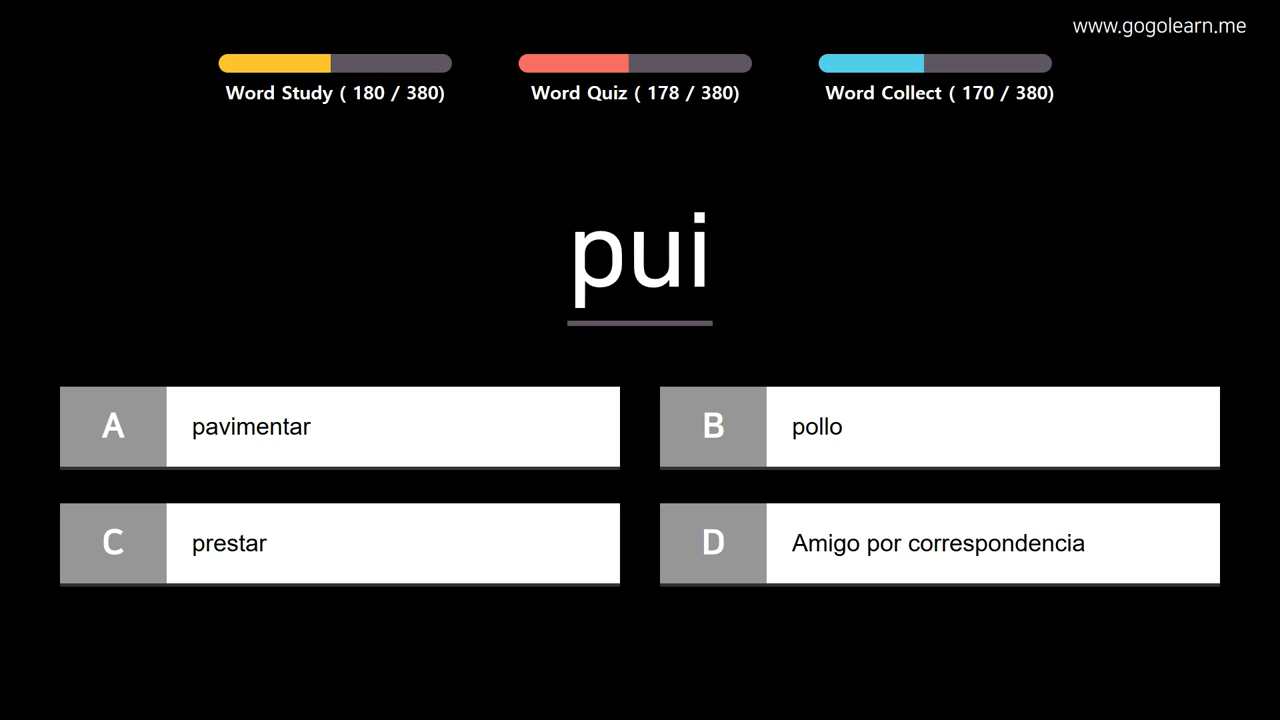 www.gogolearn.me
Word Study ( 180 / 380)
Word Quiz ( 178 / 380)
Word Collect ( 170 / 380)
pui
A pavimentar
B pollo
C prestar
D Amigo por correspondencia